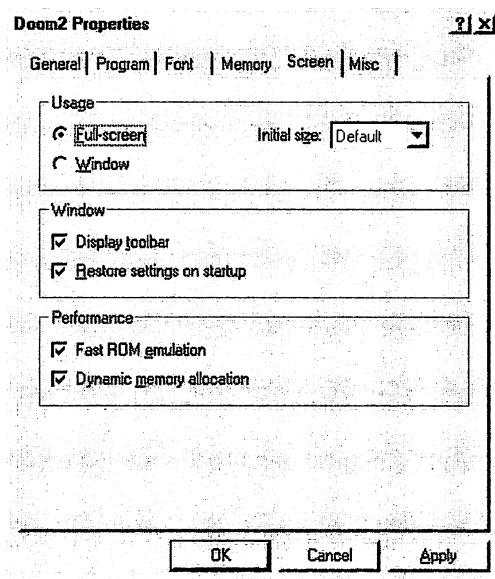 Doom2 Properties ? x
General Program Font Memory Screen Misc
Usage
Full-screen Initial size: Default
Window
Window
Display toolbar
Restore settings on startup
Performance
Fast ROM emulation
Dynamic memory allocation
OK Cancel Apply